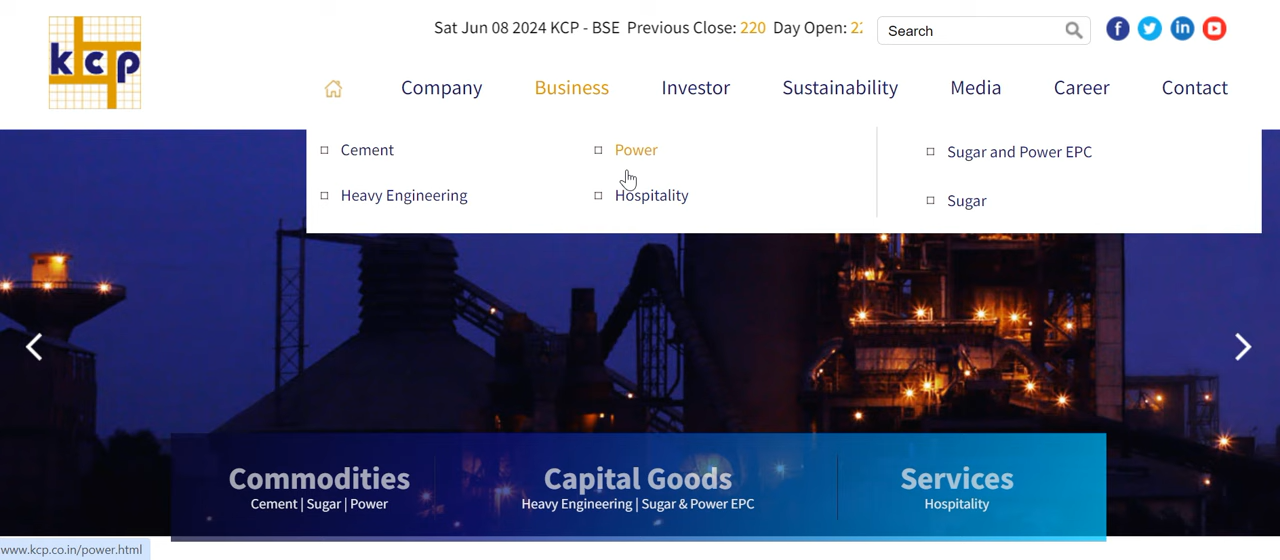 kcp
Sat Jun 08 2024 KCP - BSE Previous Close: 220 Day Open: 22
Search
Company Business Investor Sustainability Media Career Contact
Cement Power Sugar and Power EPC
Heavy Engineering Hospitality Sugar
Commodities Capital Goods Services
Cement | Sugar | Power Heavy Engineering | Sugar & Power EPC Hospitality
www.kcp.co.in/power.html